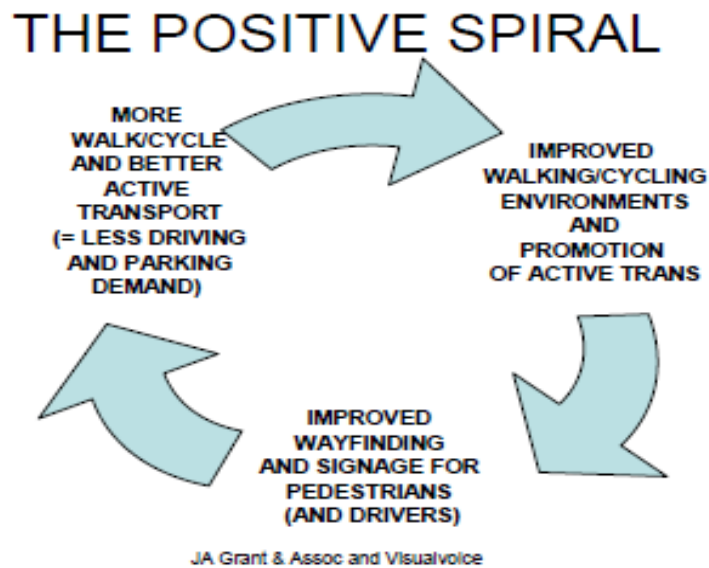 THE POSITIVE SPIRAL
MORE
WALK/CYCLE
AND BETTER
ACTIVE
TRANSPORT
(= LESS DRIVING
AND PARKING
DEMAND)
IMPROVED
WALKING/CYCLING
ENVIRONMENTS
AND
PROMOTION
OF ACTIVE TRANS
IMPROVED
WAYFINDING
AND SIGNAGE FOR
PEDESTRIANS
(AND DRIVERS)
JA Grant & Assoc and Visualvoice